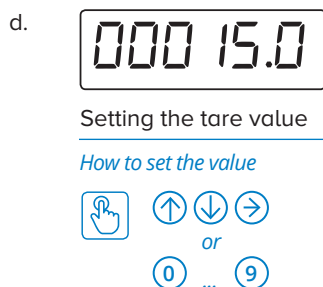 d.
000 15.0
Setting the tare value
How to set the value
or
0 ... 9